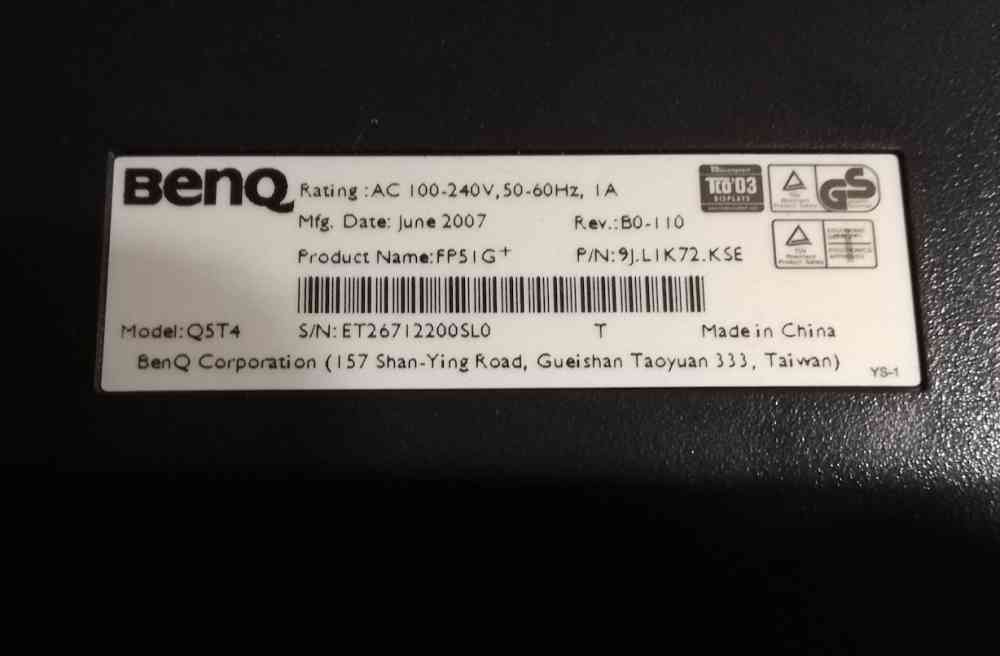 BenQ
Rating :AC 100-240V,50-60Hz, 1A
TCO'03
DISPLAYS
GS
Mfg. Date: June 2007 Rev.:B0-110
Product Name:FP51G+ P/N:9J.L1K72.KSE
Model:Q5T4 S/N:ET26712200SL0 T Made in China
BenQ Corporation (157 Shan-Ying Road, Gueishan Taoyuan 333, Taiwan)
YS-1